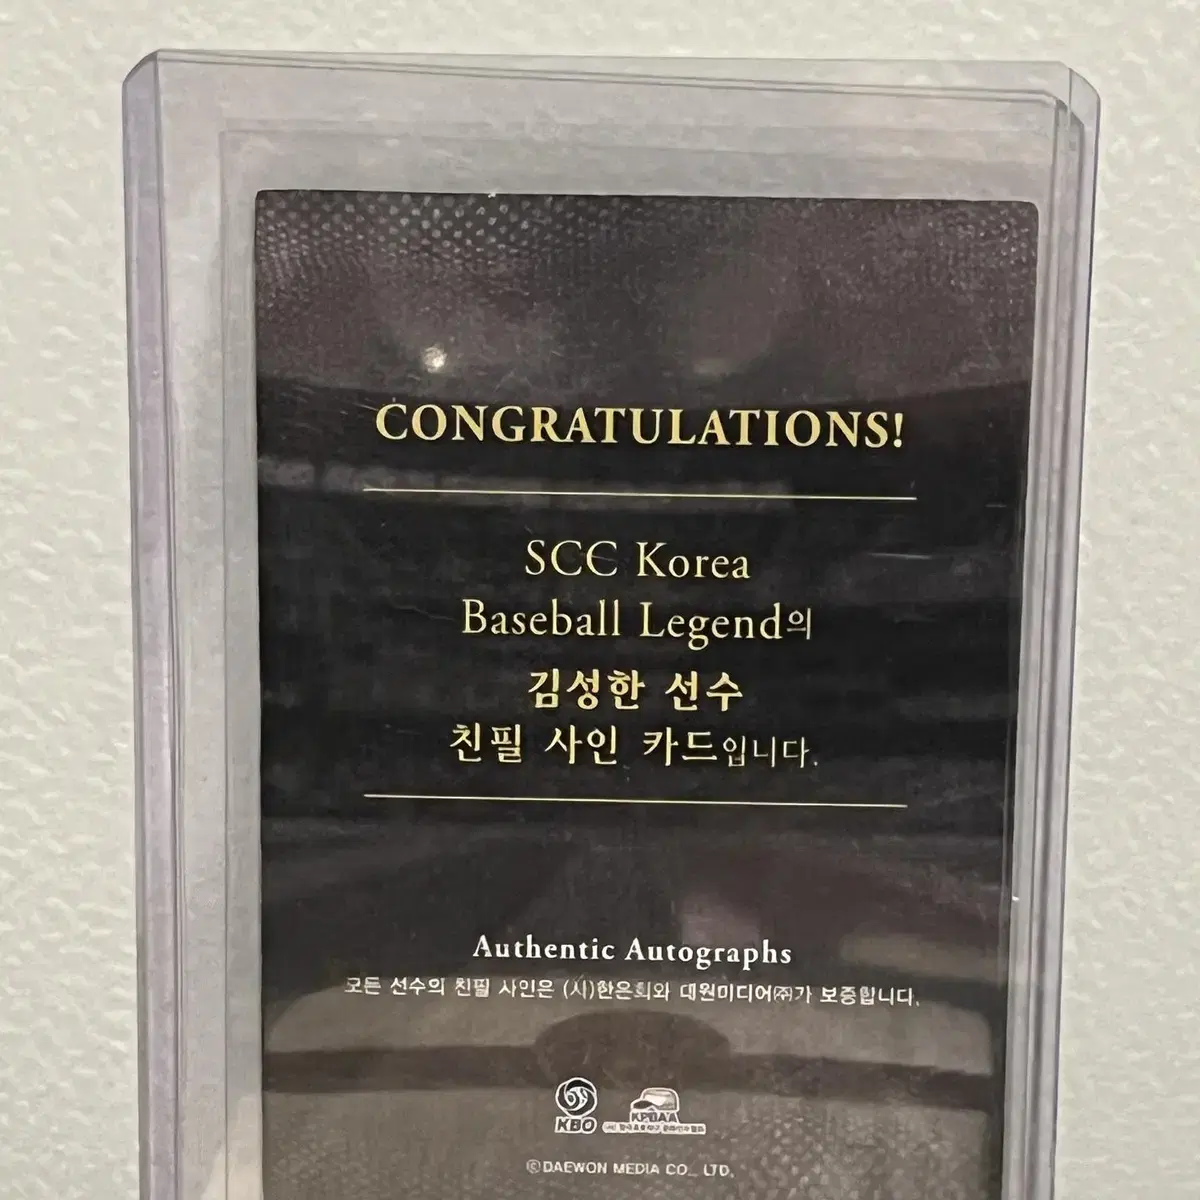 CONGRATULATIONS!
SCC Korea
Baseball Legend의
김성한 선수
친필 사인 카드입니다.
Authentic Autographs
모든 선수의 친필 사인은 (사)한은회와 대원미디어㈜가 보증합니다.
KBO
KPBAA
ⓒDAEWON MEDIA CO., LTD.